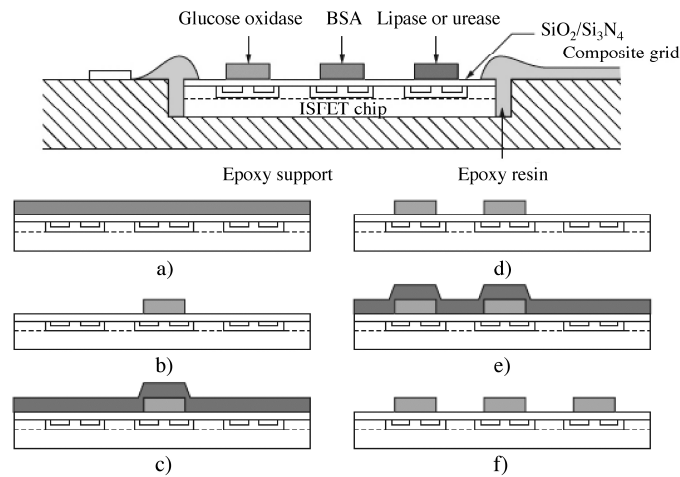 Glucose oxidase BSA Lipase or urease
SiO₂/Si₃N₄
Composite grid
ISFET chip
Epoxy support Epoxy resin
a) d)
b) e)
c) f)